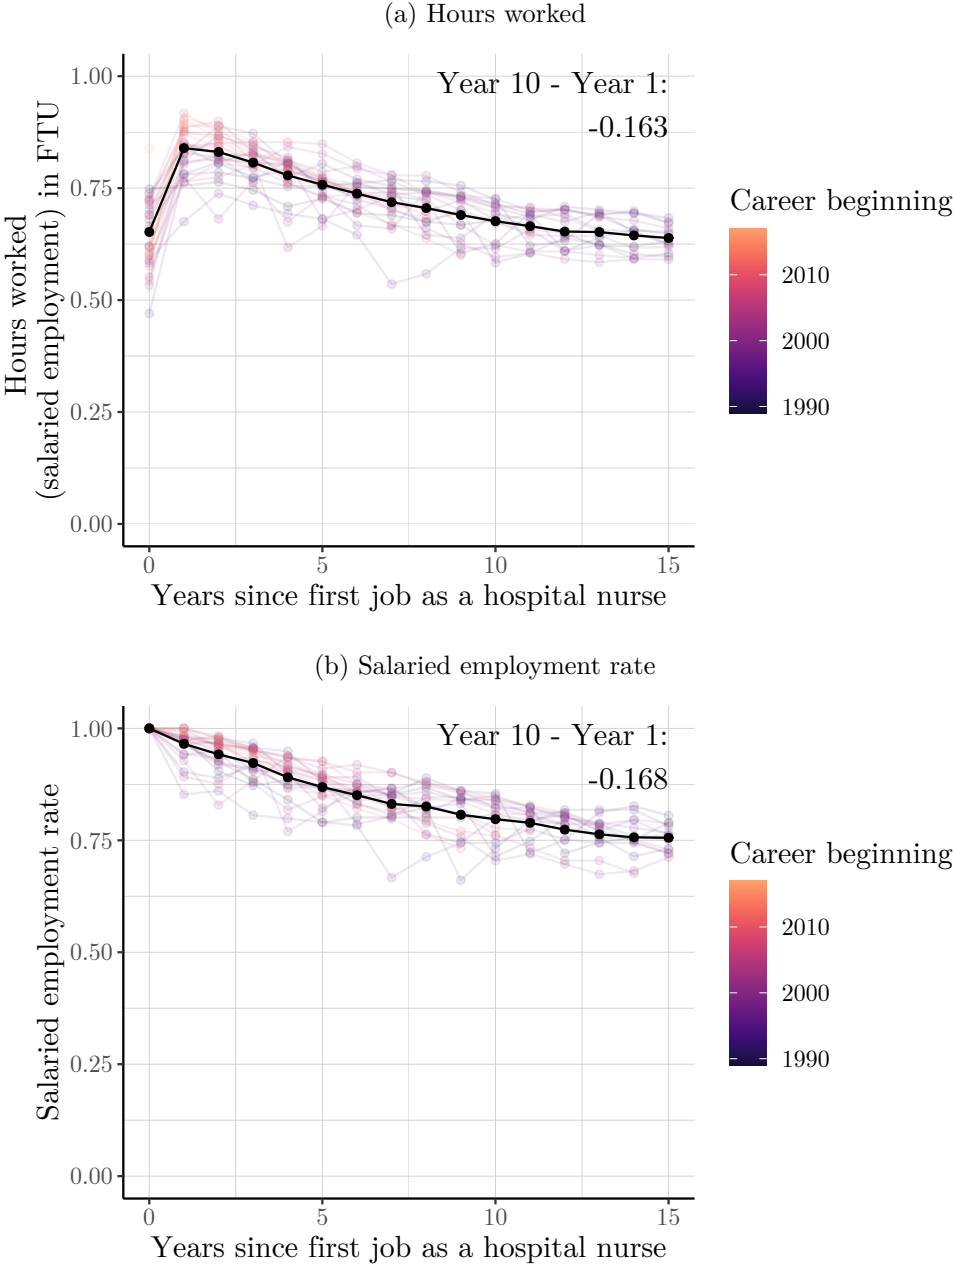 (a) Hours worked
Year 10 - Year 1:
-0.163
1.00
0.75
0.50
0.25
0.00
Hours worked
(salaried employment) in FTU
0 5 10 15
Years since first job as a hospital nurse
Career beginning
2010
2000
1990
(b) Salaried employment rate
Year 10 - Year 1:
-0.168
1.00
0.75
0.50
0.25
0.00
Salaried employment rate
0 5 10 15
Years since first job as a hospital nurse
Career beginning
2010
2000
1990